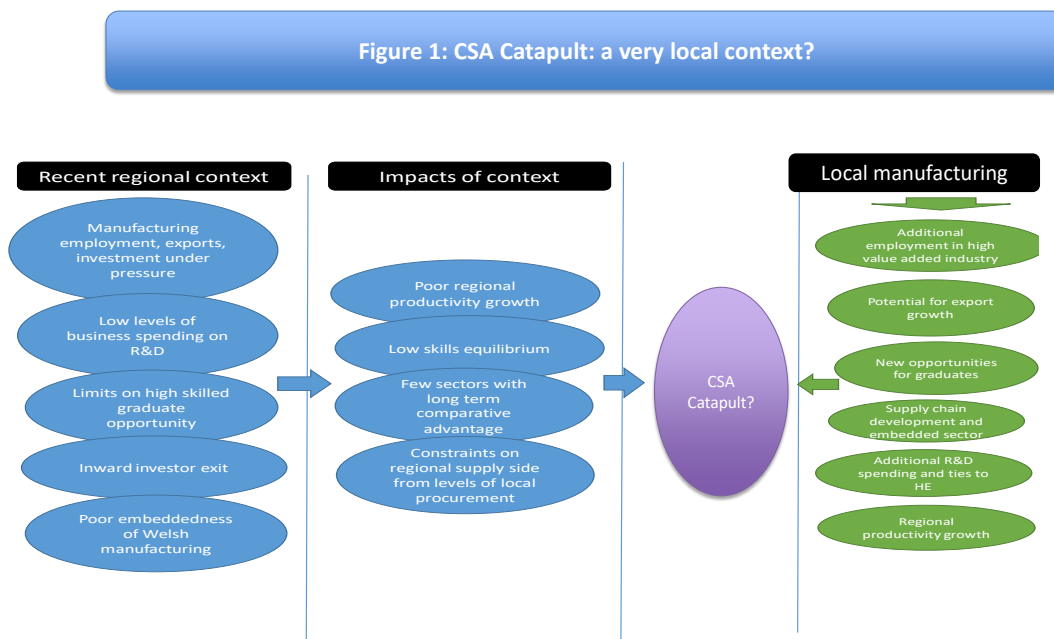 Figure 1: CSA Catapult: a very local context?
Recent regional context
Manufacturing
employment, exports,
investment under
pressure
Low levels of
business spending on
R&D
Limits on high skilled
graduate
opportunity
Inward investor exit
Poor embeddedness
of Welsh
manufacturing
Impacts of context
Poor regional
productivity growth
Low skills equilibrium
Few sectors with
long term
comparative
advantage
Constraints on
regional supply side
from levels of local
procurement
CSA
Catapult?
Local manufacturing
Additional
employment in high
value added industry
Potential for export
growth
New opportunities
for graduates
Supply chain
development and
embedded sector
Additional R&D
spending and ties to
HE
Regional
productivity growth